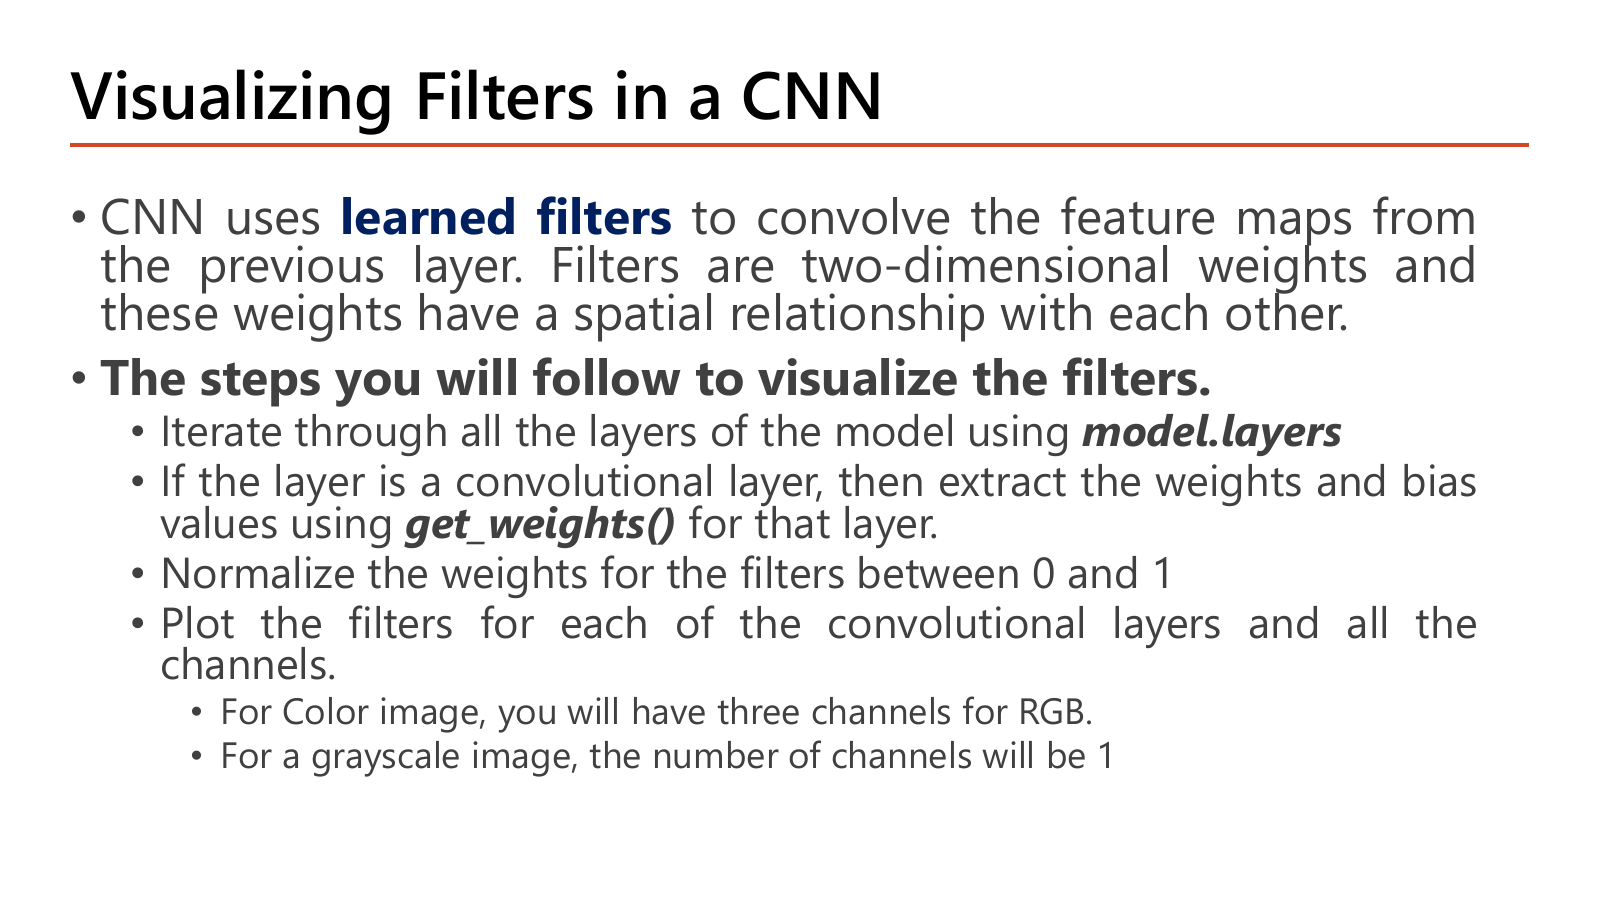 Visualizing Filters in a CNN
• CNN uses learned filters to convolve the feature maps from
the previous layer. Filters are two-dimensional weights and
these weights have a spatial relationship with each other.
• The steps you will follow to visualize the filters.
• Iterate through all the layers of the model using model.layers
• If the layer is a convolutional layer, then extract the weights and bias
values using get_weights() for that layer.
• Normalize the weights for the filters between 0 and 1
• Plot the filters for each of the convolutional layers and all the
channels.
• For Color image, you will have three channels for RGB.
• For a grayscale image, the number of channels will be 1